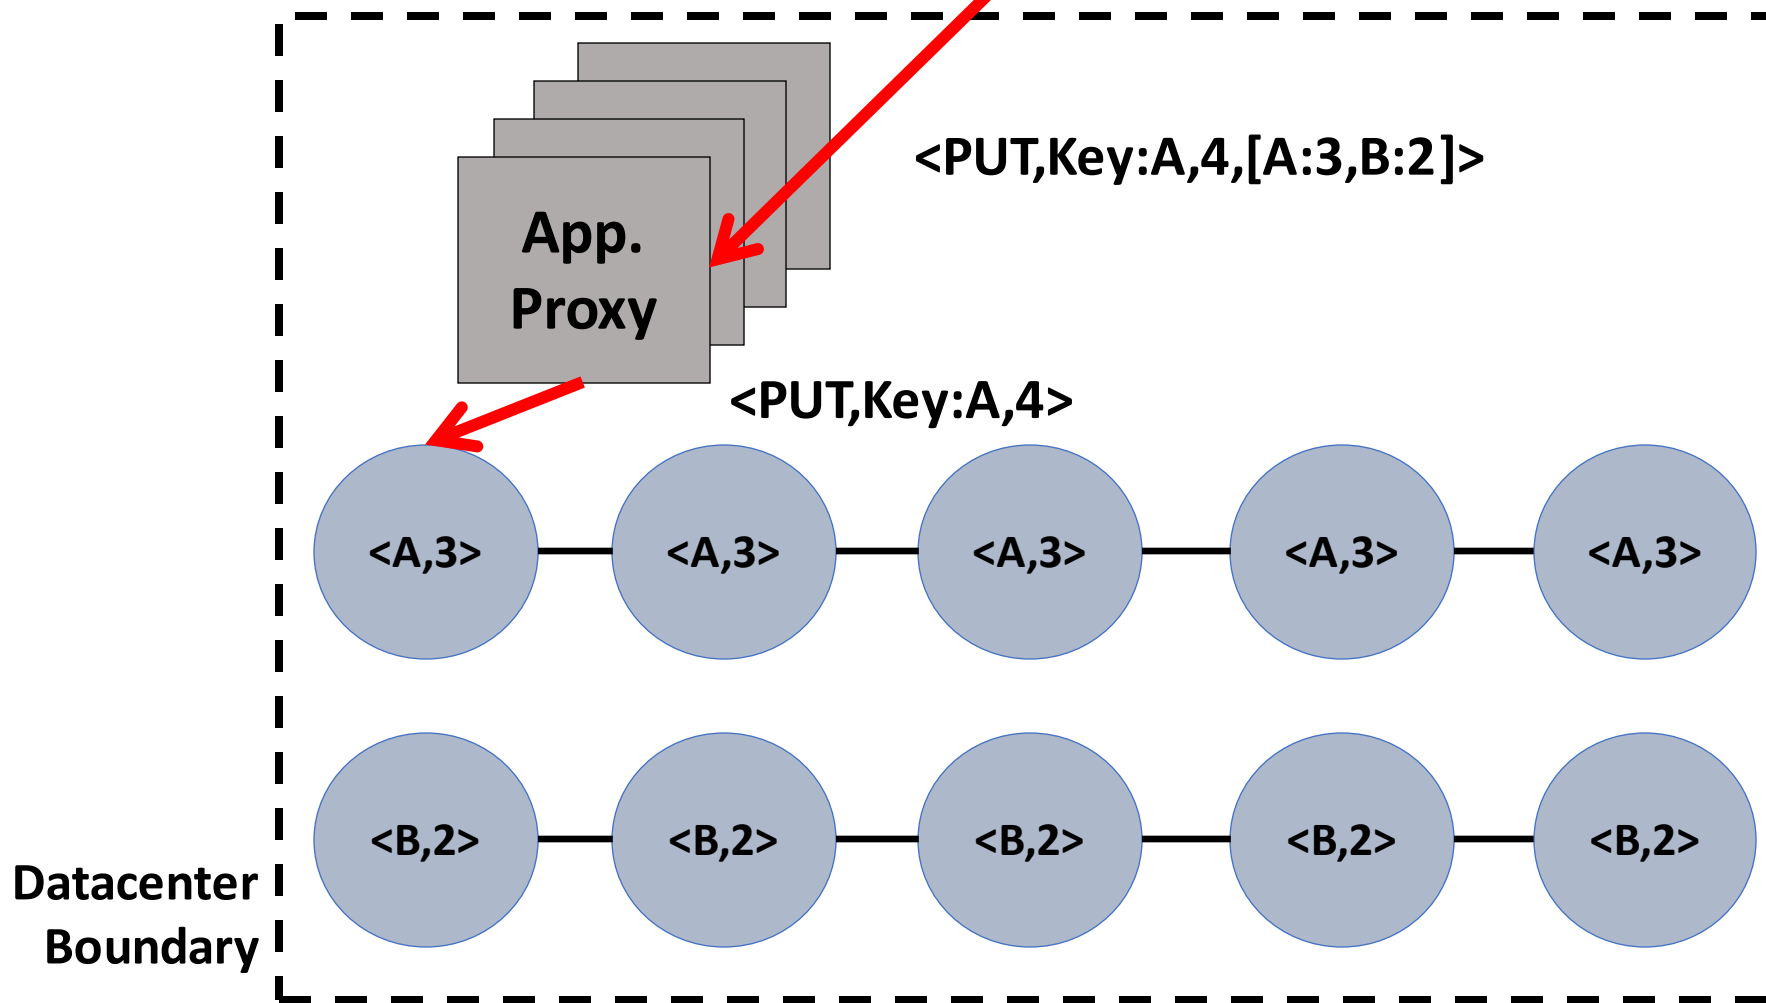 <PUT,Key:A,4,[A:3,B:2]>
App.
Proxy
<PUT,Key:A,4>
<A,3>
<A,3>
<A,3>
<A,3>
<A,3>
<B,2>
<B,2>
<B,2>
<B,2>
<B,2>
Datacenter
Boundary